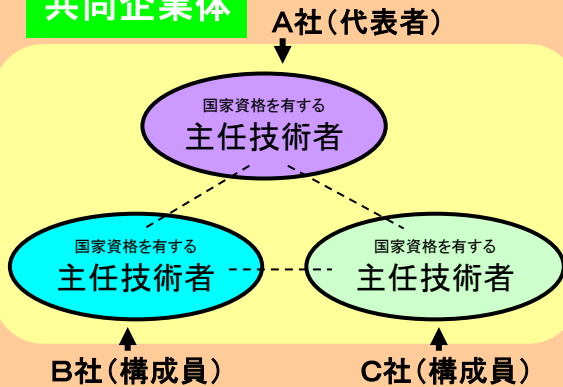 共同企業体
A社(代表者)
国家資格を有する
主任技術者
国家資格を有する
主任技術者
国家資格を有する
主任技術者
B社(構成員)
C社(構成員)